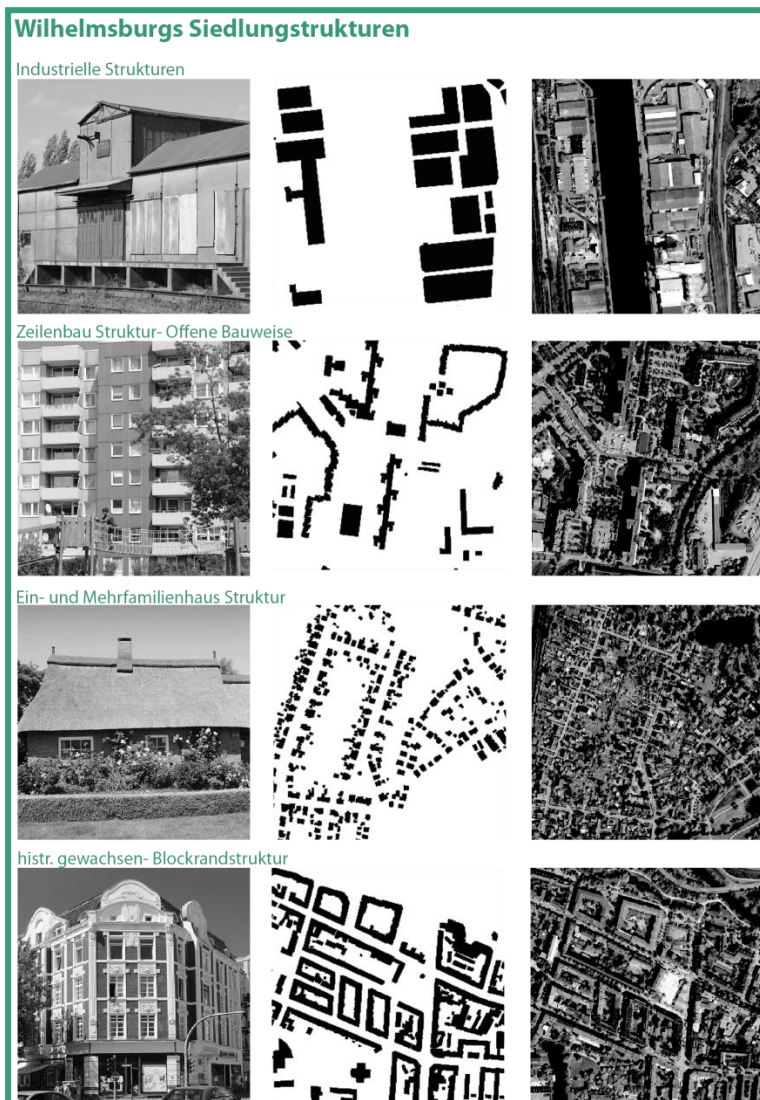 Wilhelmsburgs Siedlungstrukturen
Industrielle Strukturen
Zeilenbau Struktur- Offene Bauweise
Ein- und Mehrfamilienhaus Struktur
histr. gewachsen- Blockrandstruktur